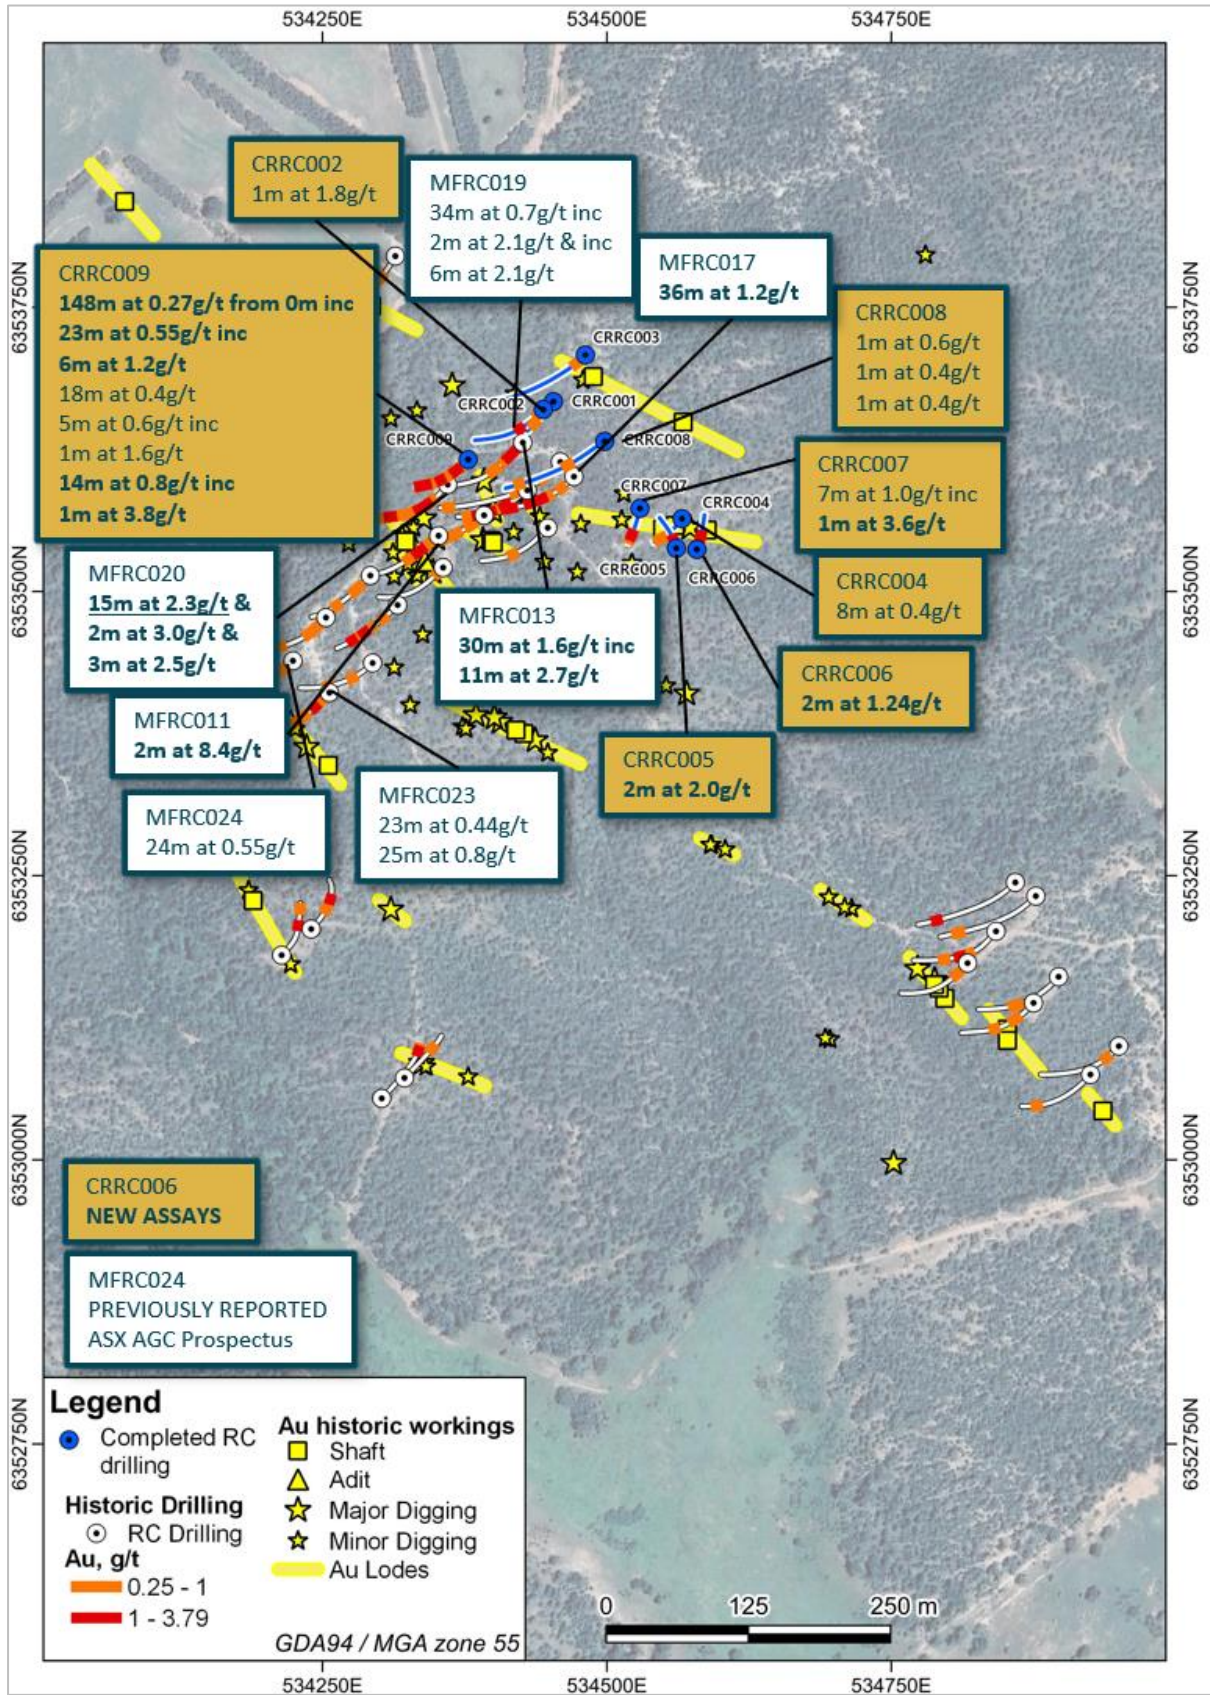 534250E
534500E
534750E
CRRC002
1m at 1.8g/t
MFRC019
34m at 0.7g/t inc
2m at 2.1g/t & inc
6m at 2.1g/t
MFRC017
36m at 1.2g/t
CRRC009
148m at 0.27g/t from 0m inc
23m at 0.55g/t inc
6m at 1.2g/t
18m at 0.4g/t
5m at 0.6g/t inc
1m at 1.6g/t
14m at 0.8g/t inc
1m at 3.8g/t
CRRC008
1m at 0.6g/t
1m at 0.4g/t
1m at 0.4g/t
6353750N
6353750N
CRRC003
CRRC002
CRRC001
CRRC009
CRRC008
CRRC007
CRRC004
CRRC005
CRRC006
CRRC007
7m at 1.0g/t inc
1m at 3.6g/t
CRRC004
8m at 0.4g/t
MFRC020
15m at 2.3g/t &
2m at 3.0g/t &
3m at 2.5g/t
MFRC013
30m at 1.6g/t inc
11m at 2.7g/t
CRRC006
2m at 1.24g/t
6353500N
6353500N
MFRC011
2m at 8.4g/t
CRRC005
2m at 2.0g/t
MFRC024
24m at 0.55g/t
MFRC023
23m at 0.44g/t
25m at 0.8g/t
6353250N
6353250N
6353000N
6353000N
CRRC006
NEW ASSAYS
MFRC024
PREVIOUSLY REPORTED
ASX AGC Prospectus
6352750N
6352750N
Legend
Completed RC
drilling
Historic Drilling
RC Drilling
Au, g/t
0.25 - 1
1 - 3.79
Au historic workings
Shaft
Adit
Major Digging
Minor Digging
Au Lodes
GDA94 / MGA zone 55
0
125
250 m
534250E
534500E
534750E